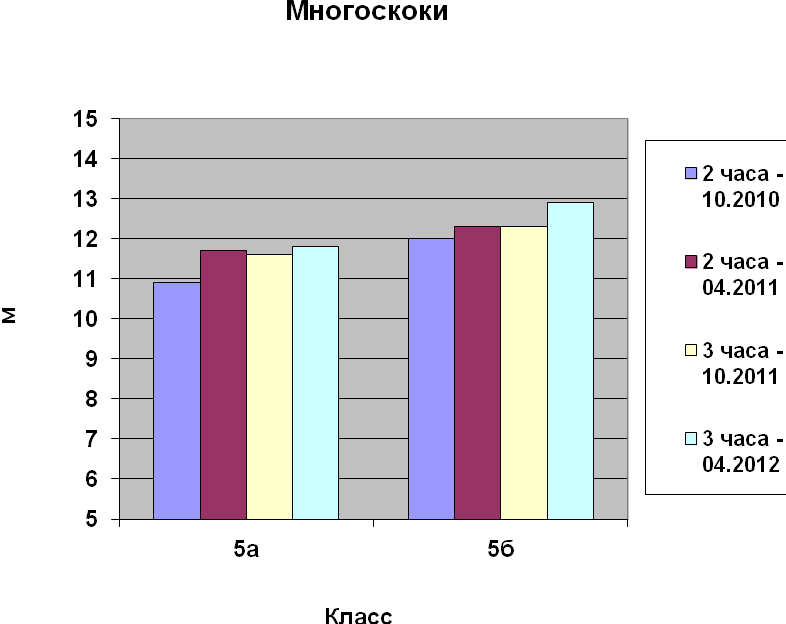 Многоскоки
15
14
13
12
11
10
9
8
7
6
5
м
5а
5б
Класс
2 часа -
10.2010
2 часа -
04.2011
3 часа -
10.2011
3 часа -
04.2012